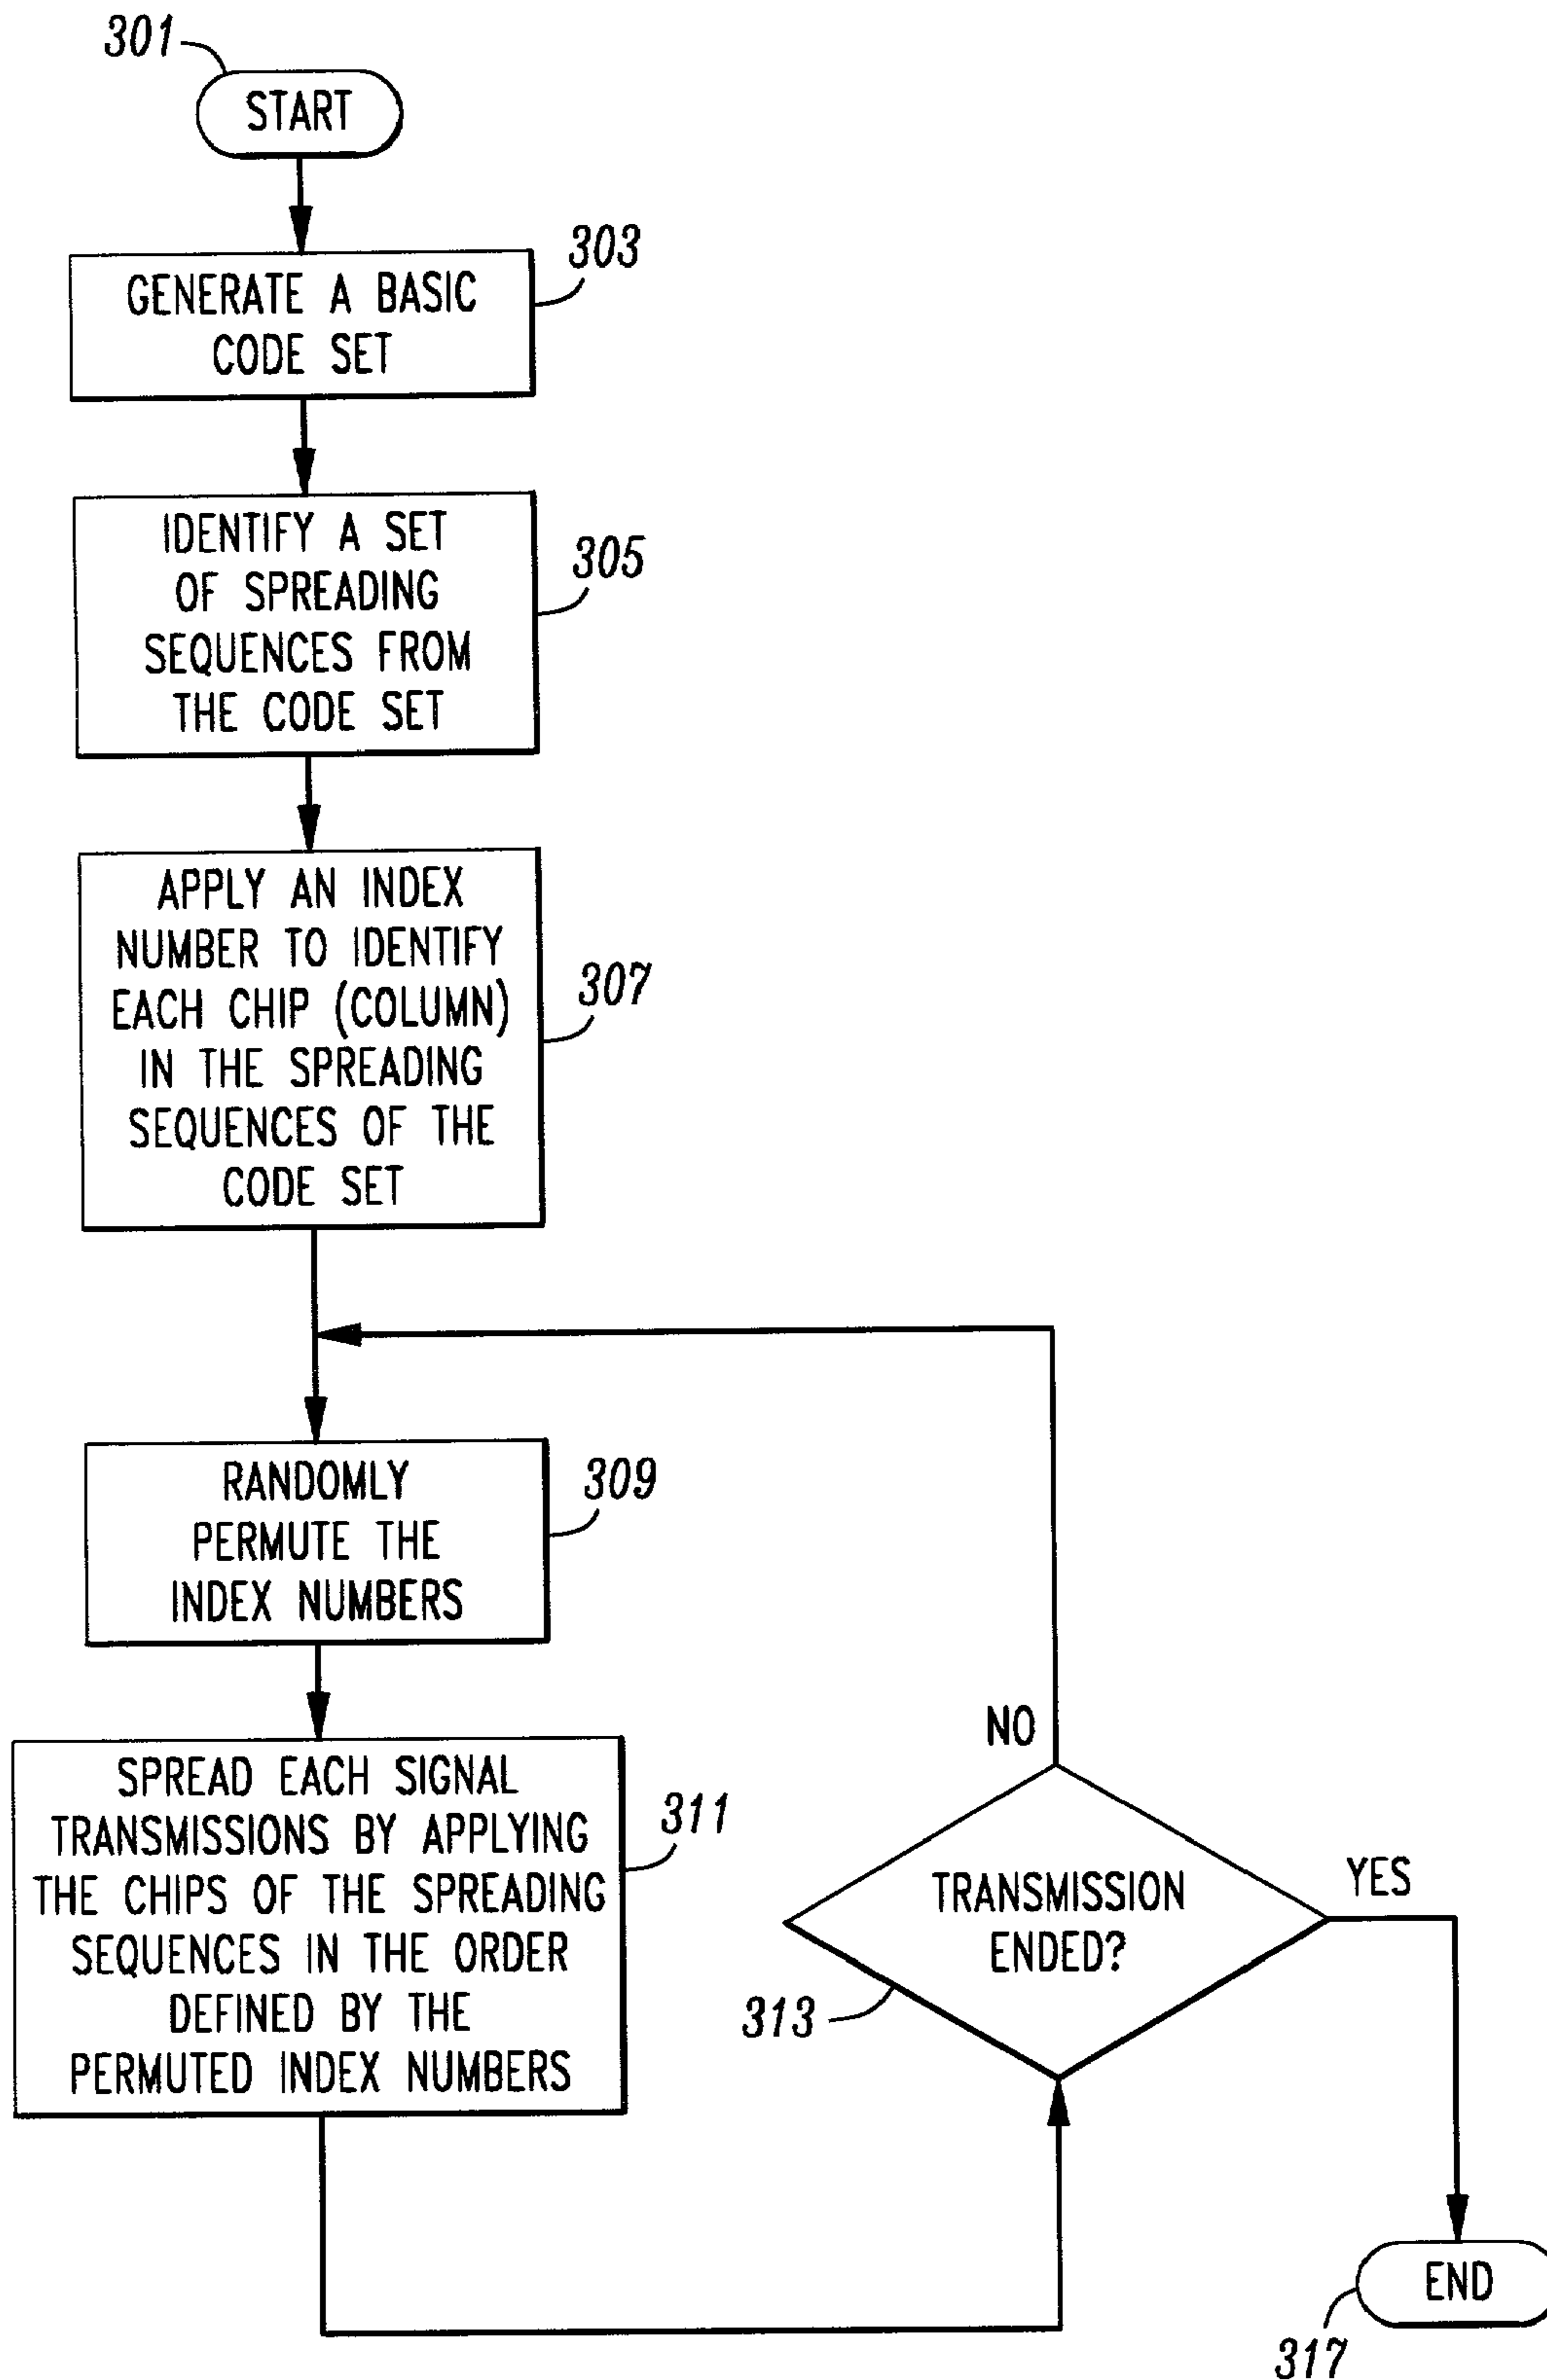 301
START
303
GENERATE A BASIC
CODE SET
305
IDENTIFY A SET
OF SPREADING
SEQUENCES FROM
THE CODE SET
307
APPLY AN INDEX
NUMBER TO IDENTIFY
EACH CHIP (COLUMN)
IN THE SPREADING
SEQUENCES OF THE
CODE SET
309
RANDOMLY
PERMUTE THE
INDEX NUMBERS
311
SPREAD EACH SIGNAL
TRANSMISSIONS BY APPLYING
THE CHIPS OF THE SPREADING
SEQUENCES IN THE ORDER
DEFINED BY THE
PERMUTED INDEX NUMBERS
NO
YES
TRANSMISSION
ENDED?
313
END
317